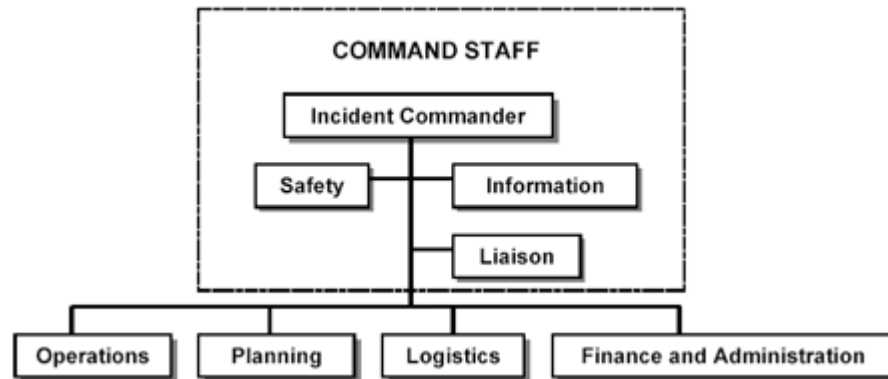 COMMAND STAFF
Incident Commander
Safety
Information
Liaison
Operations
Planning
Logistics
Finance and Administration